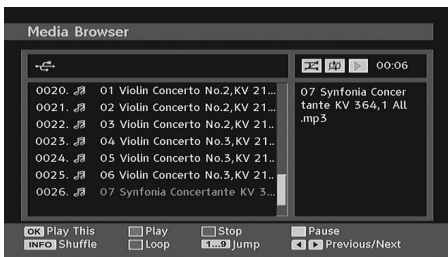 Media Browser
00:06
0020. 01 Violin Concerto No.2,KV 21...
0021. 02 Violin Concerto No.2,KV 21..
0022. 03 Violin Concerto No.2,KV 21..
0023. 04 Violin Concerto No.3,KV 21..
0024. 05 Violin Concerto No.3,KV 21..
0025. 06 Violin Concerto No.3,KV 21..
0026. 07 Synfonia Concertante KV 3...
07 Synfonia Concer
tante KV 364,1 All
.mp3
OK Play This Play Stop Pause
INFO Shuffle Loop 1...9 Jump Previous/Next